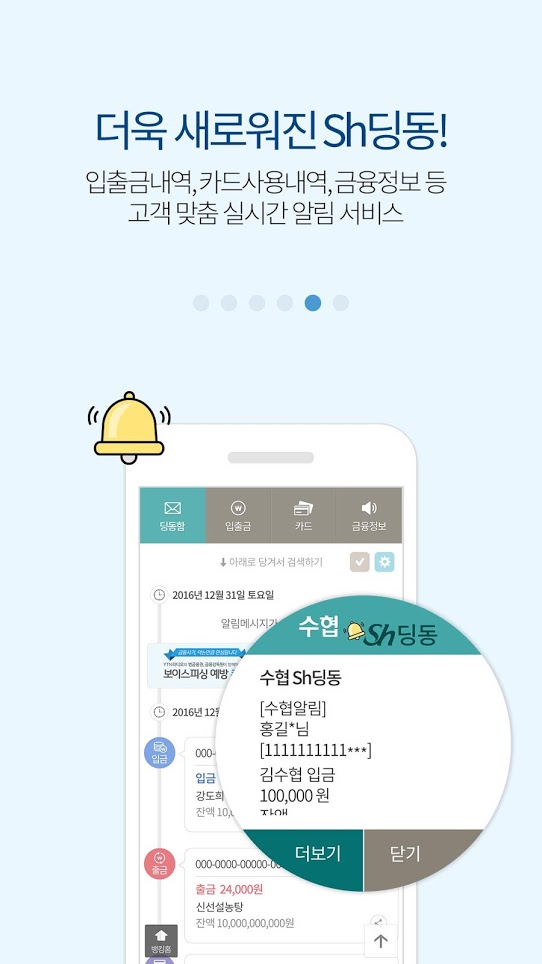 더욱 새로워진 Sh딩동!
입출금내역, 카드사용내역, 금융정보 등
고객 맞춤 실시간 알림 서비스
딩동함
입출금
카드
금융정보
아래로 당겨서 검색하기
2016년 12월 31일 토요일
알림메시지가
보이스피싱 예방
2016년 12월
입금
000-
입금
강도희
잔액 10,0
출금
000-0000-00000-00
출금 24,000원
신선설농탕
잔액 10,000,000,000원
뱅킹홈
수협 Sh딩동
수협 Sh딩동
[수협알림]
홍길*님
[1111111111***]
김수협 입금
100,000 원
잔액
더보기
닫기